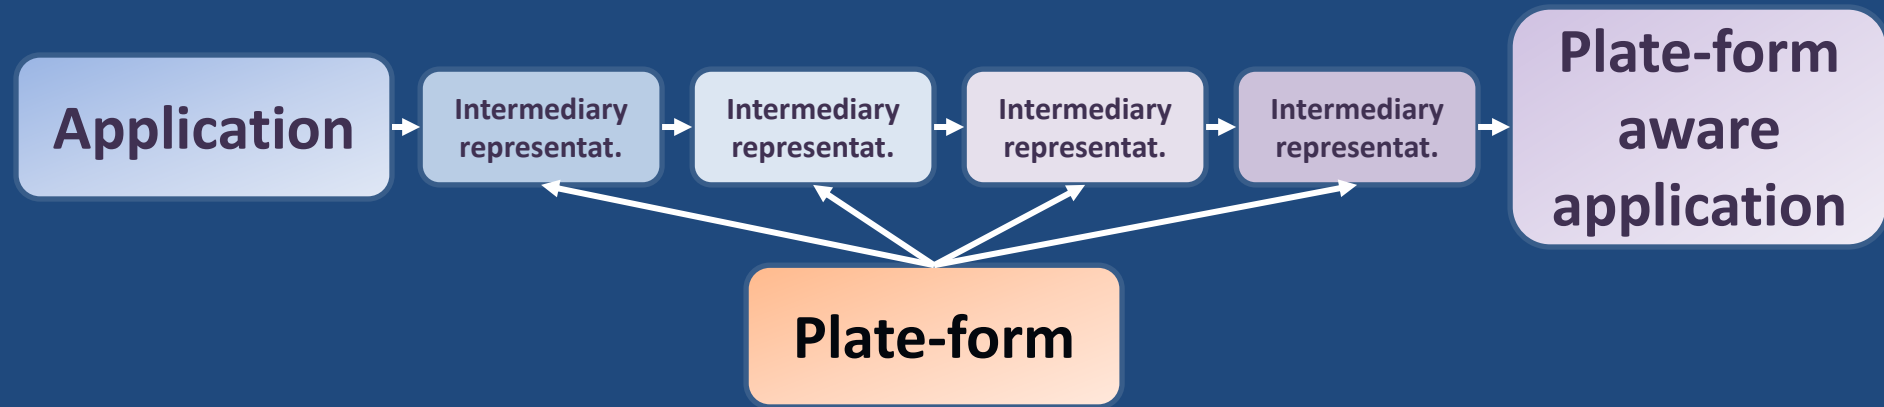 Application
Intermediary
representat.
Intermediary
representat.
Intermediary
representat.
Intermediary
representat.
Plate-form
aware
application
Plate-form